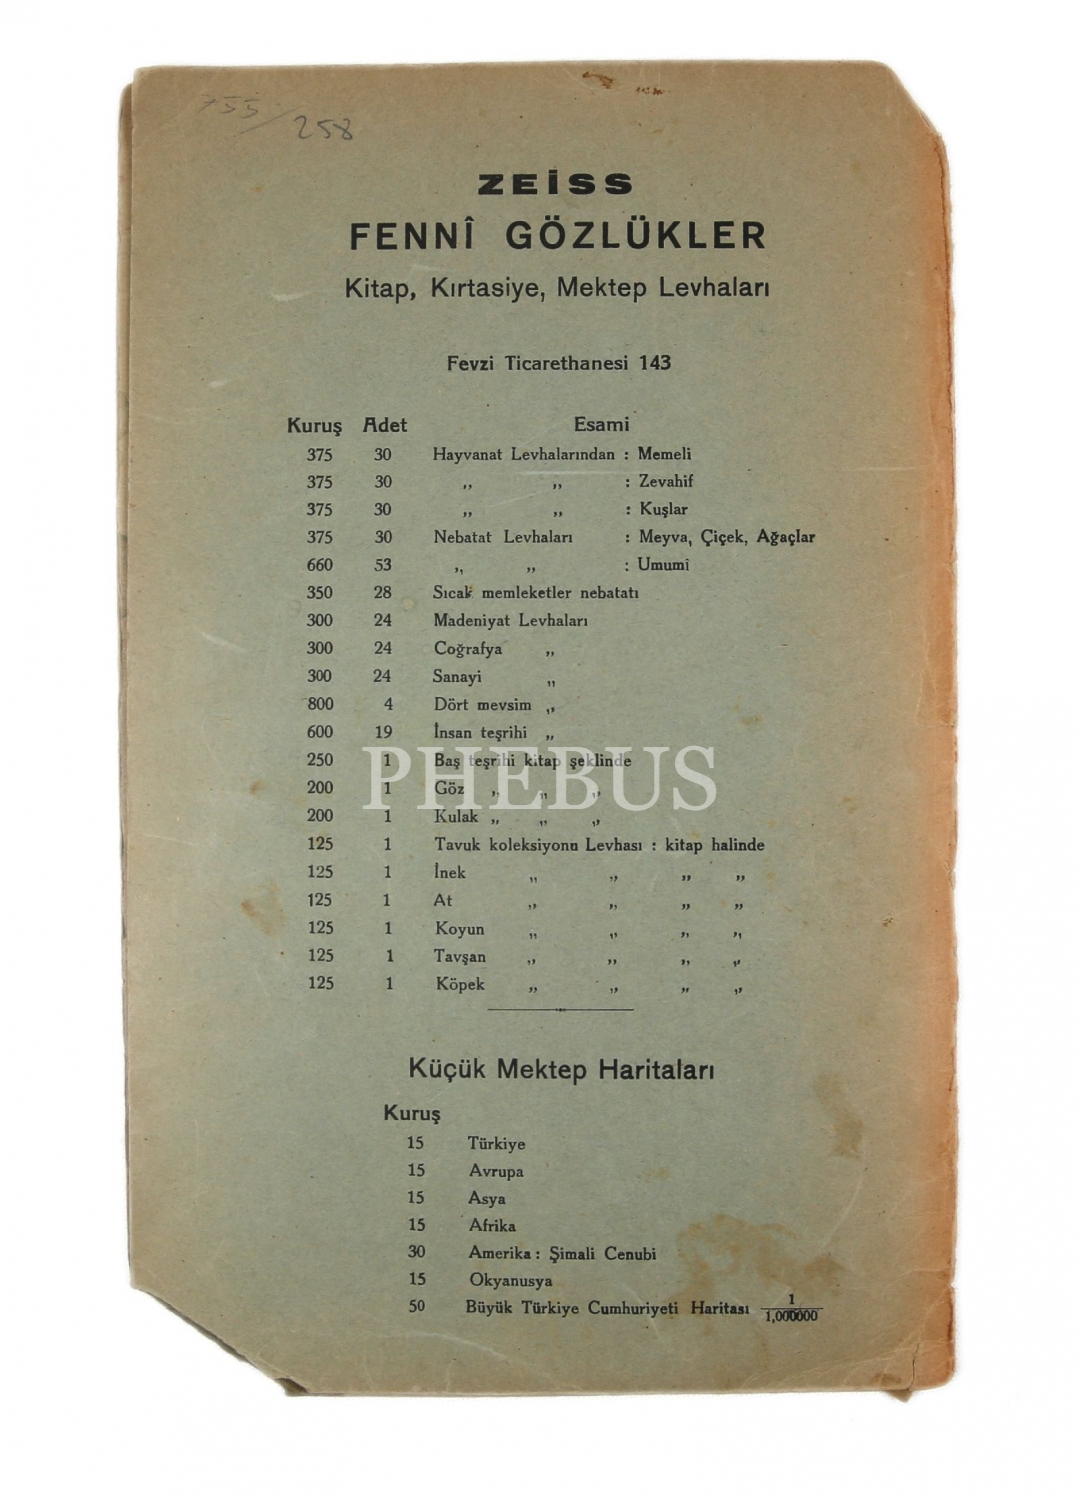 755/258
ZEİSS
FENNÎ GÖZLÜKLER
Kitap, Kırtasiye, Mektep Levhaları
Fevzi Ticarethanesi 143
Kuruş Adet Esami
375 30 Hayvanat Levhalarından : Memeli
375 30 ,, ,, : Zevahif
375 30 ,, ,, : Kuşlar
375 30 Nebatat Levhaları : Meyva, Çiçek, Ağaçlar
660 53 ,, ,, : Umumî
350 28 Sıcak memleketler nebatatı
300 24 Madeniyat Levhaları
300 24 Coğrafya ,,
300 24 Sanayi ,,
800 4 Dört mevsim ,,
600 19 İnsan teşrihi ,,
250 1 Baş teşrihi kitap şeklinde
200 1 Göz ,, ,, ,,
200 1 Kulak ,, ,, ,,
125 1 Tavuk koleksiyonu Levhası : kitap halinde
125 1 İnek ,, ,, ,, ,,
125 1 At ,, ,, ,, ,,
125 1 Koyun ,, ,, ,, ,,
125 1 Tavşan ,, ,, ,, ,,
125 1 Köpek ,, ,, ,, ,,
PHEBUS
Küçük Mektep Haritaları
Kuruş
15 Türkiye
15 Avrupa
15 Asya
15 Afrika
30 Amerika : Şimali Cenubi
15 Okyanusya
50 Büyük Türkiye Cumhuriyeti Haritası 1/1,000000